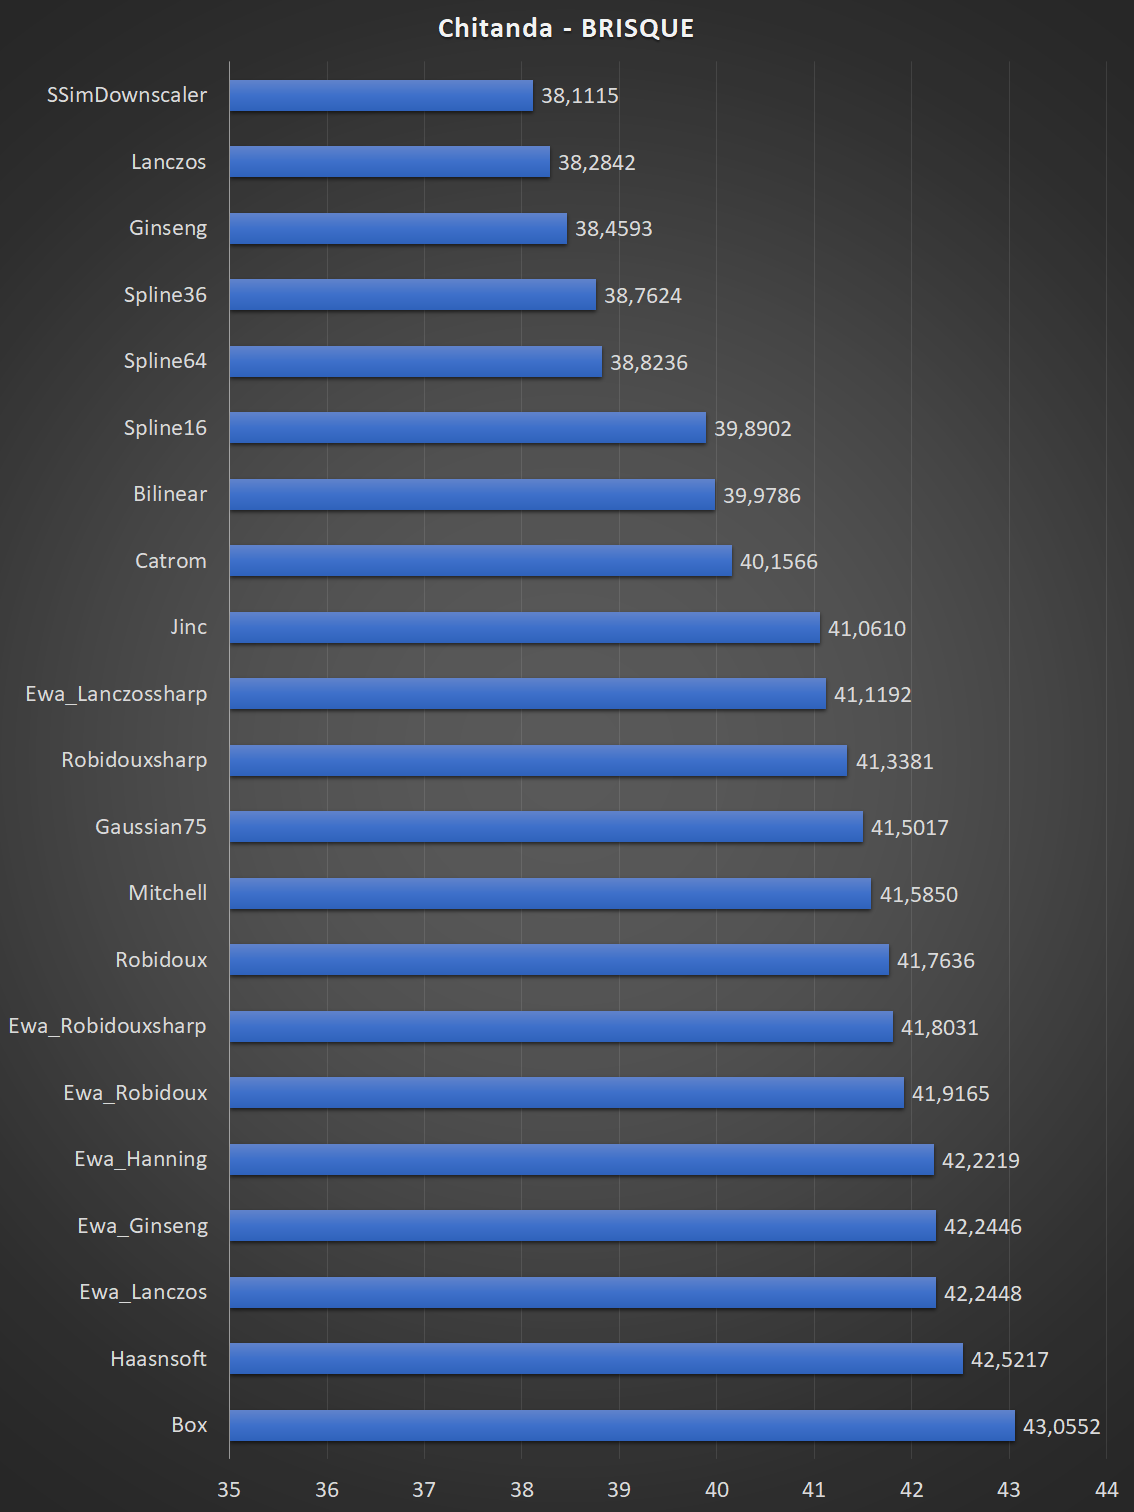 Chitanda - BRISQUE
SSimDownscaler 38,1115
Lanczos 38,2842
Ginseng 38,4593
Spline36 38,7624
Spline64 38,8236
Spline16 39,8902
Bilinear 39,9786
Catrom 40,1566
Jinc 41,0610
Ewa_Lanczossharp 41,1192
Robidouxsharp 41,3381
Gaussian75 41,5017
Mitchell 41,5850
Robidoux 41,7636
Ewa_Robidouxsharp 41,8031
Ewa_Robidoux 41,9165
Ewa_Hanning 42,2219
Ewa_Ginseng 42,2446
Ewa_Lanczos 42,2448
Haasnsoft 42,5217
Box 43,0552
35 36 37 38 39 40 41 42 43 44